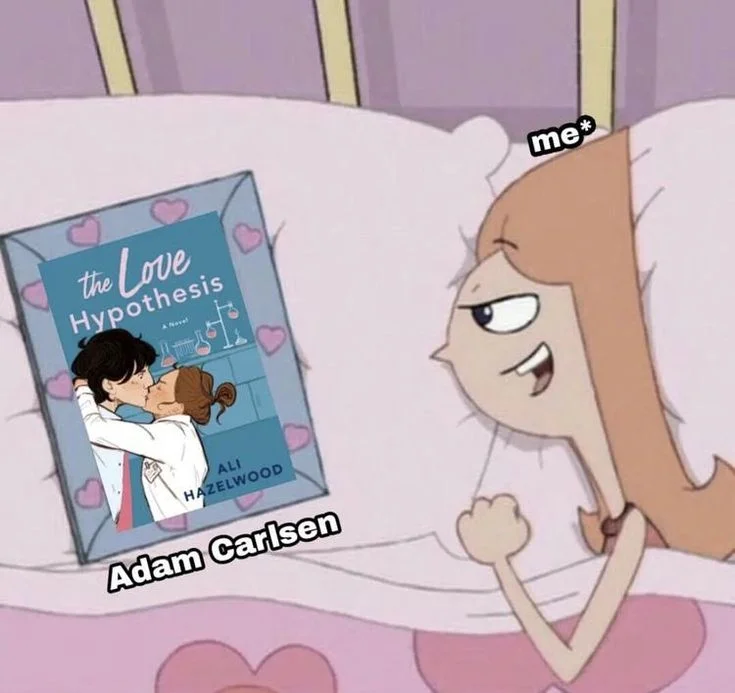 me*
the Love
Hypothesis
A Novel
ALI
HAZELWOOD
Adam Carlsen